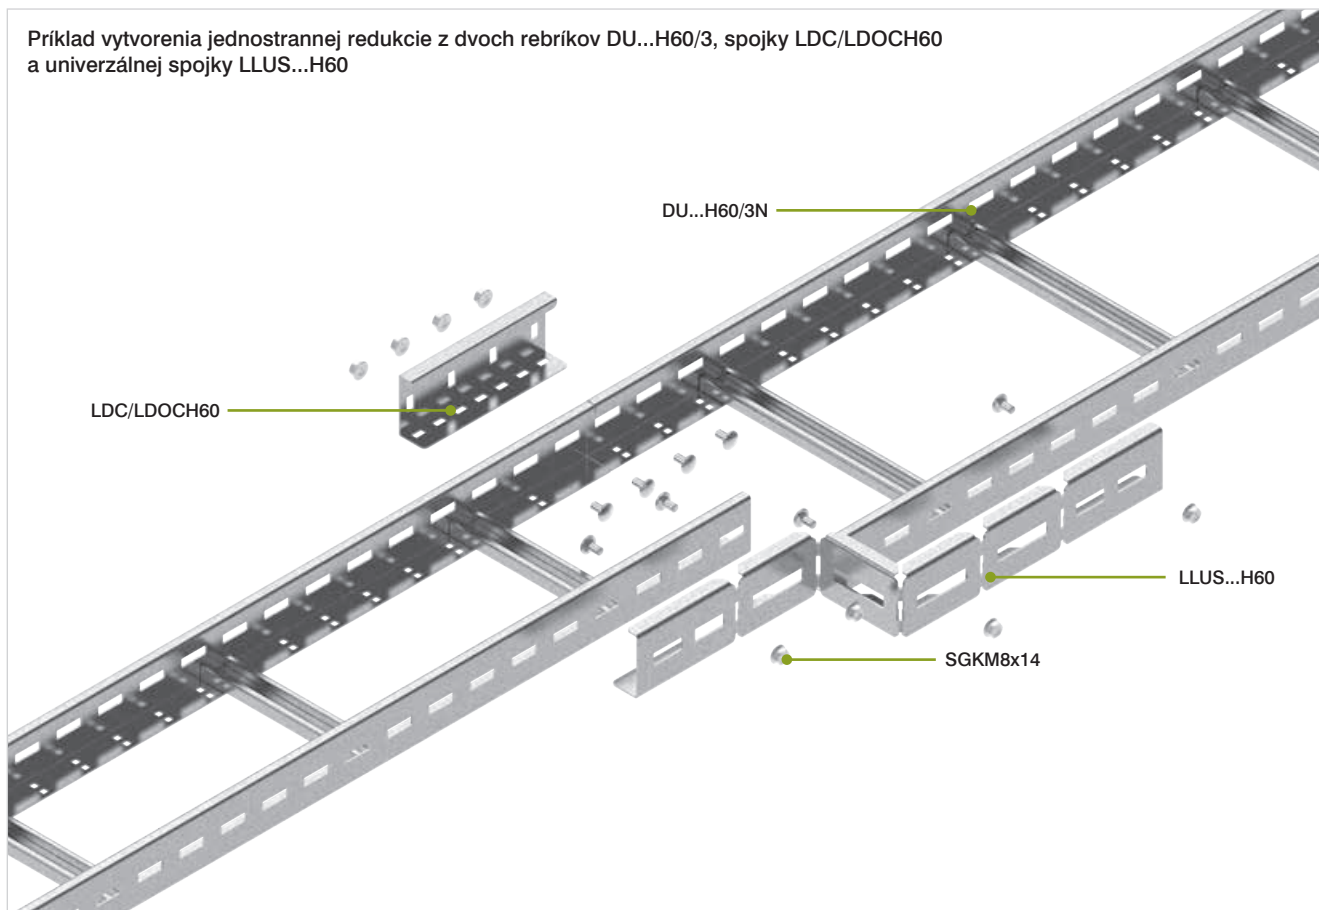 Príklad vytvorenia jednostrannej redukcie z dvoch rebríkov DU...H60/3, spojky LDC/LDOCH60
a univerzálnej spojky LLUS...H60
DU...H60/3N
LDC/LDOCH60
LLUS...H60
SGKM8x14